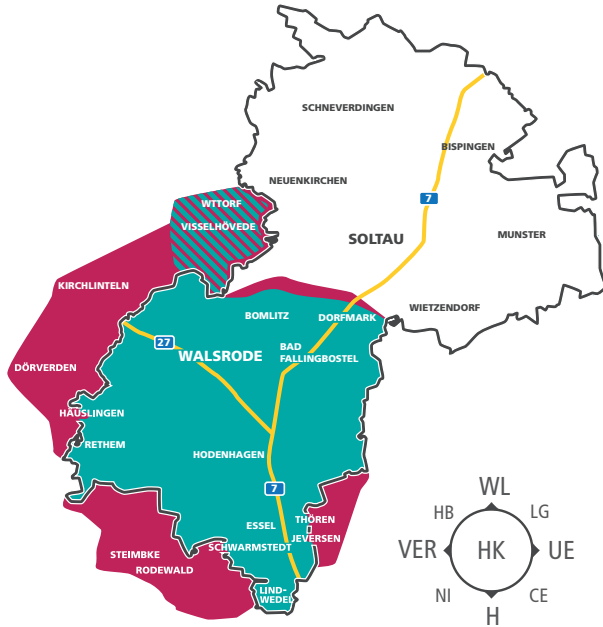 SCHNEVERDINGEN
BISPINGEN
NEUENKIRCHEN
7
WTTORF
VISSELHÖVEDE
SOLTAU
MUNSTER
KIRCHLINTELN
WIETZENDORF
BOMLITZ
DORFMARK
27
WALSRODE
BAD
FALLINGBOSTEL
DÖRVERDEN
HÄUSLINGEN
RETHEM
HODENHAGEN
7
THÖREN
ESSEL
JEVERSEN
SCHWARMSTEDT
STEIMBKE
RODEWALD
LIND-
WEDEL
WL
HB
LG
VER
HK
UE
NI
CE
H